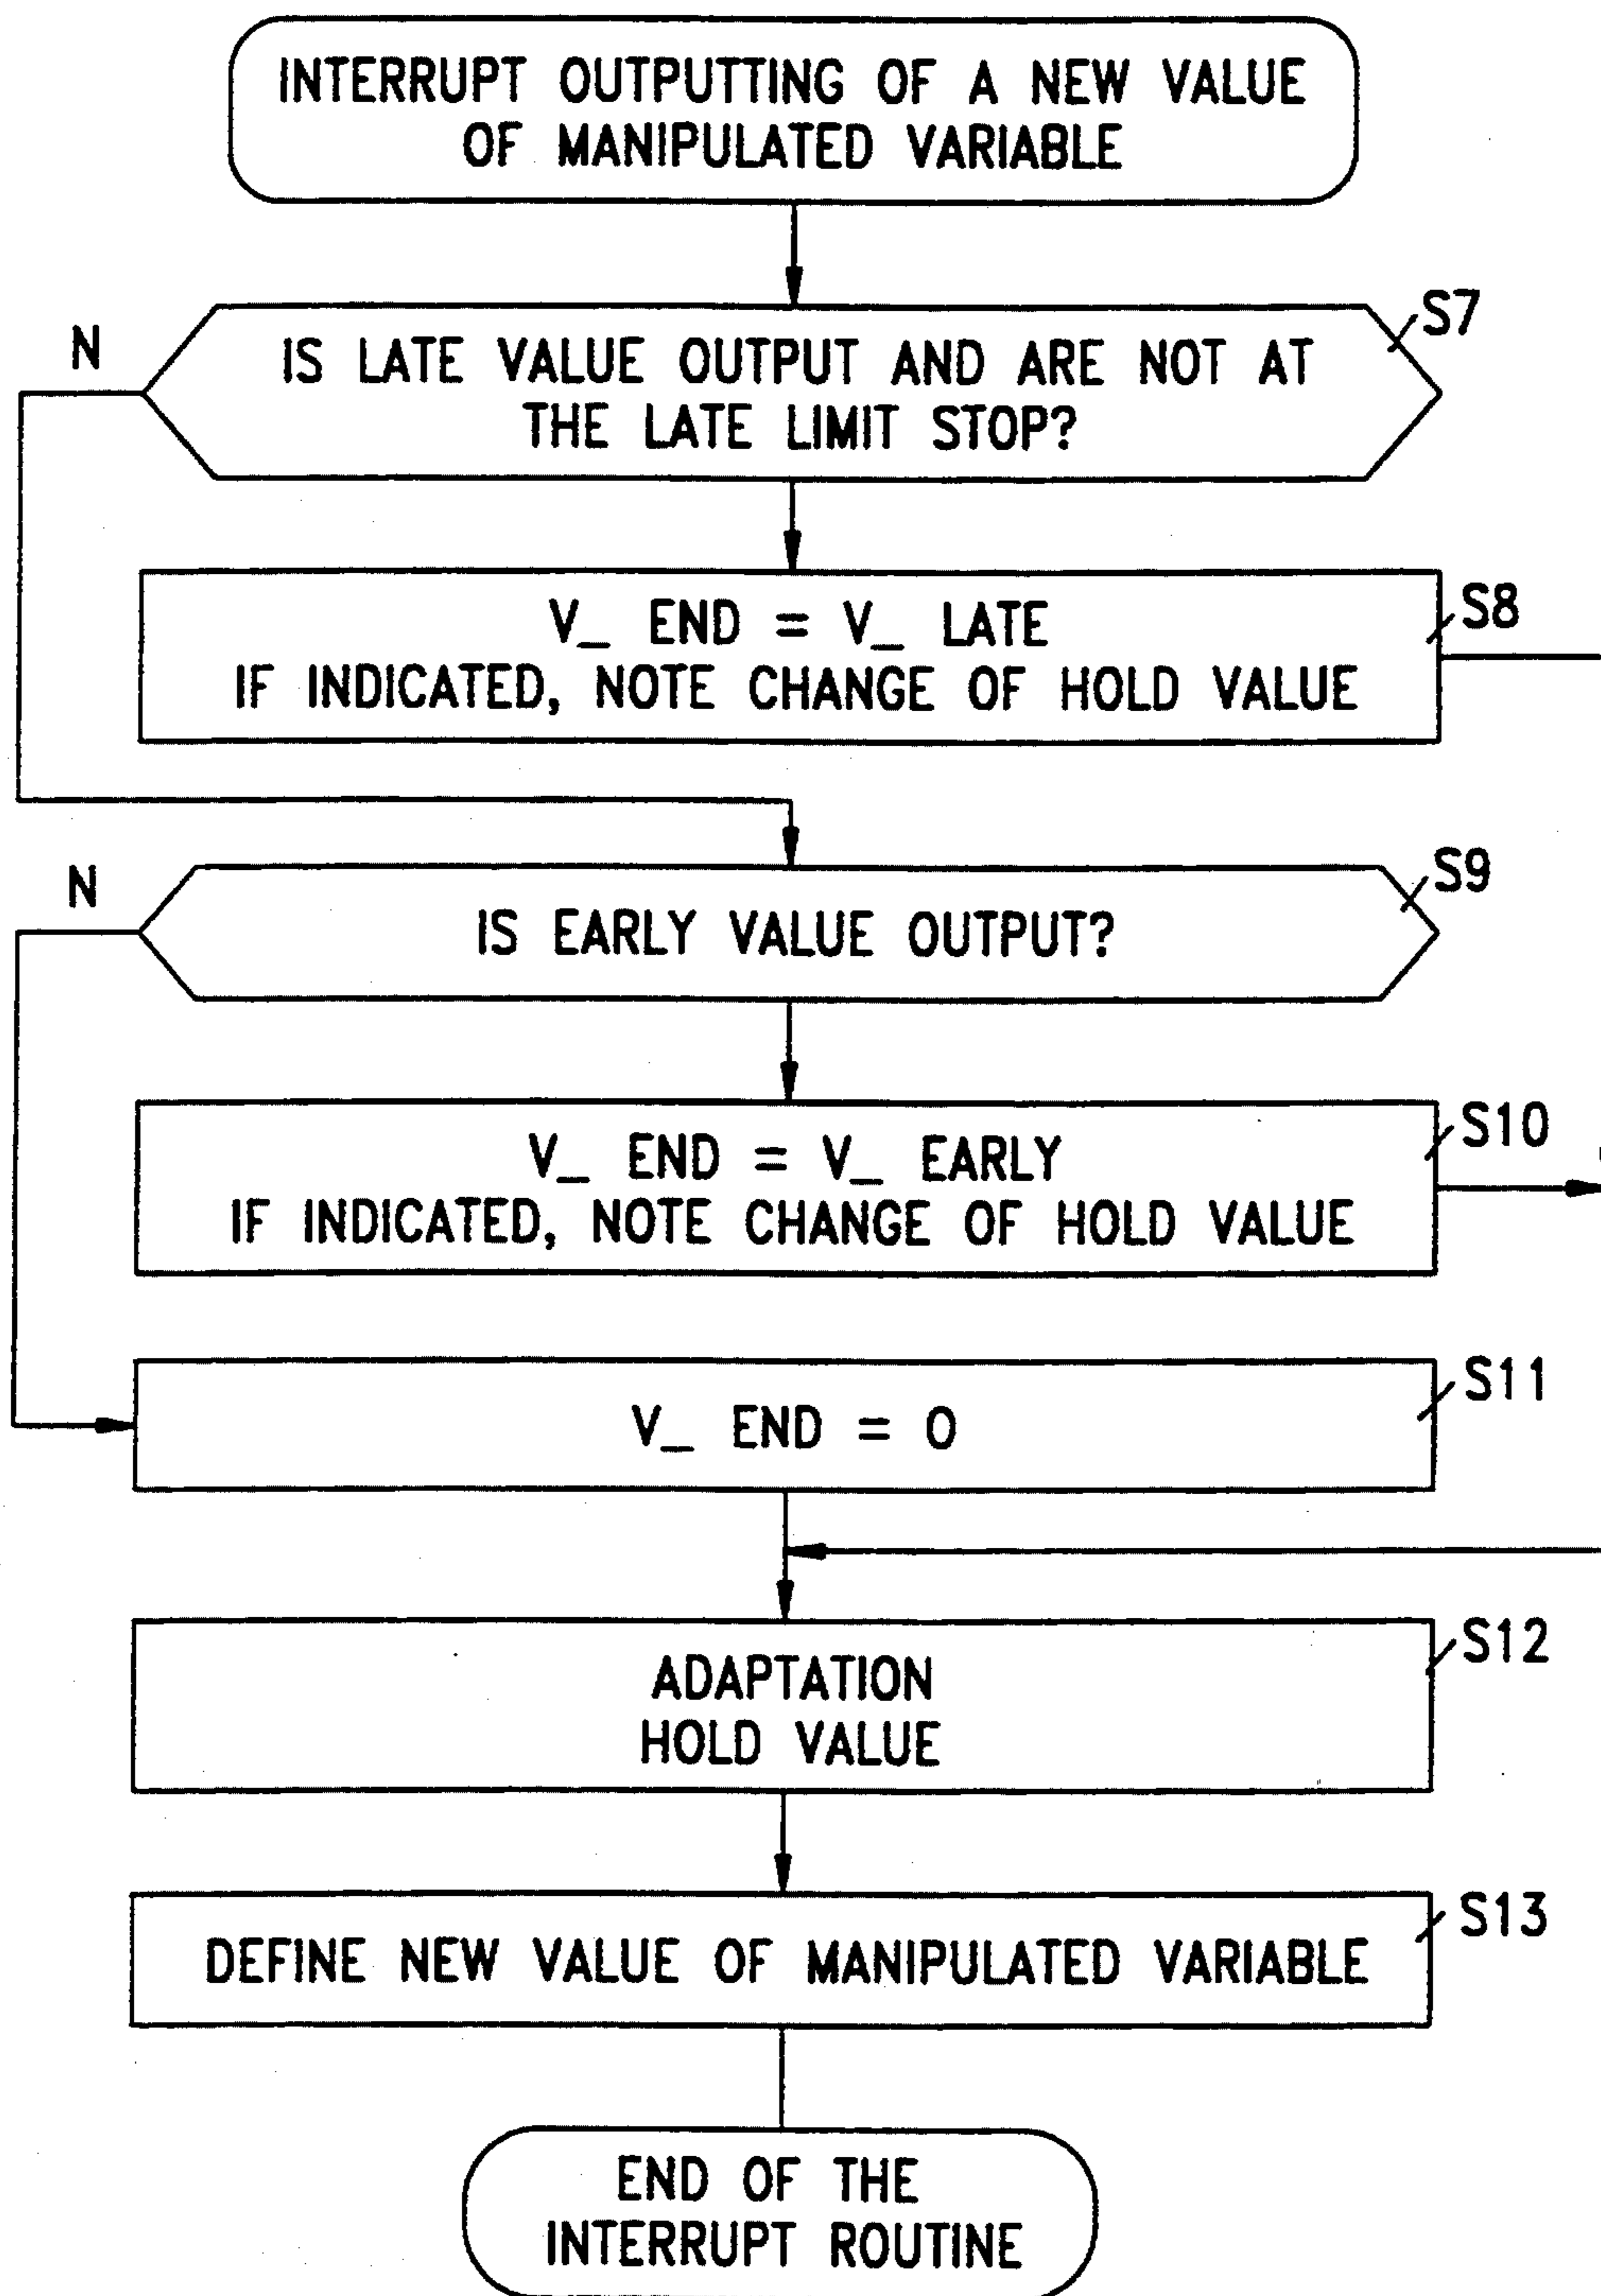 INTERRUPT OUTPUTTING OF A NEW VALUE
OF MANIPULATED VARIABLE
S7
N
IS LATE VALUE OUTPUT AND ARE NOT AT
THE LATE LIMIT STOP?
S8
V_ END = V_ LATE
IF INDICATED, NOTE CHANGE OF HOLD VALUE
S9
N
IS EARLY VALUE OUTPUT?
S10
V_ END = V_ EARLY
IF INDICATED, NOTE CHANGE OF HOLD VALUE
S11
V_ END = 0
S12
ADAPTATION
HOLD VALUE
S13
DEFINE NEW VALUE OF MANIPULATED VARIABLE
END OF THE
INTERRUPT ROUTINE